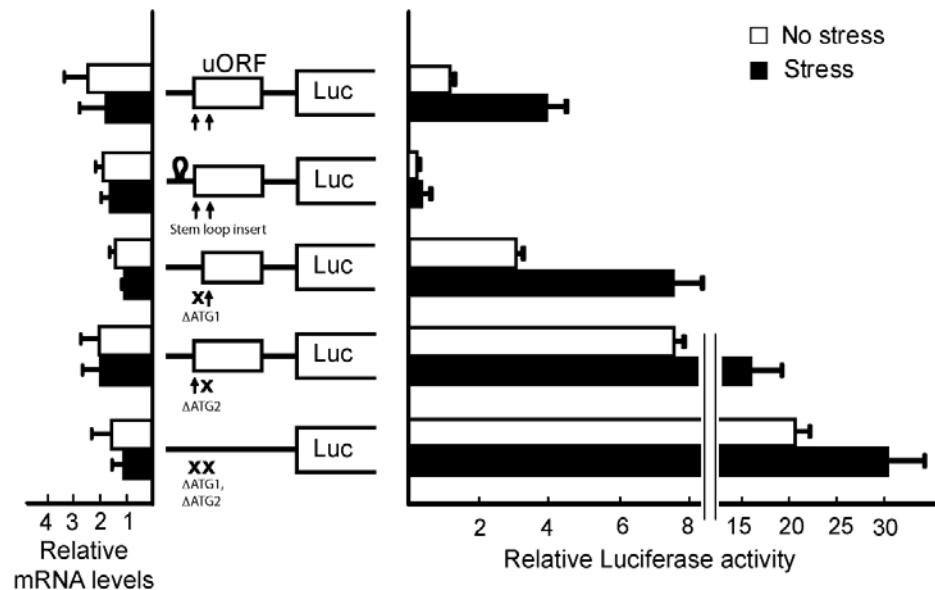 No stress
Stress
uORF
Luc
Luc
Stem loop insert
Luc
x
ΔATG1
Luc
x
ΔATG2
Luc
xx
ΔATG1,
ΔATG2
4 3 2 1
Relative
mRNA levels
2 4 6 8 15 20 25 30
Relative Luciferase activity